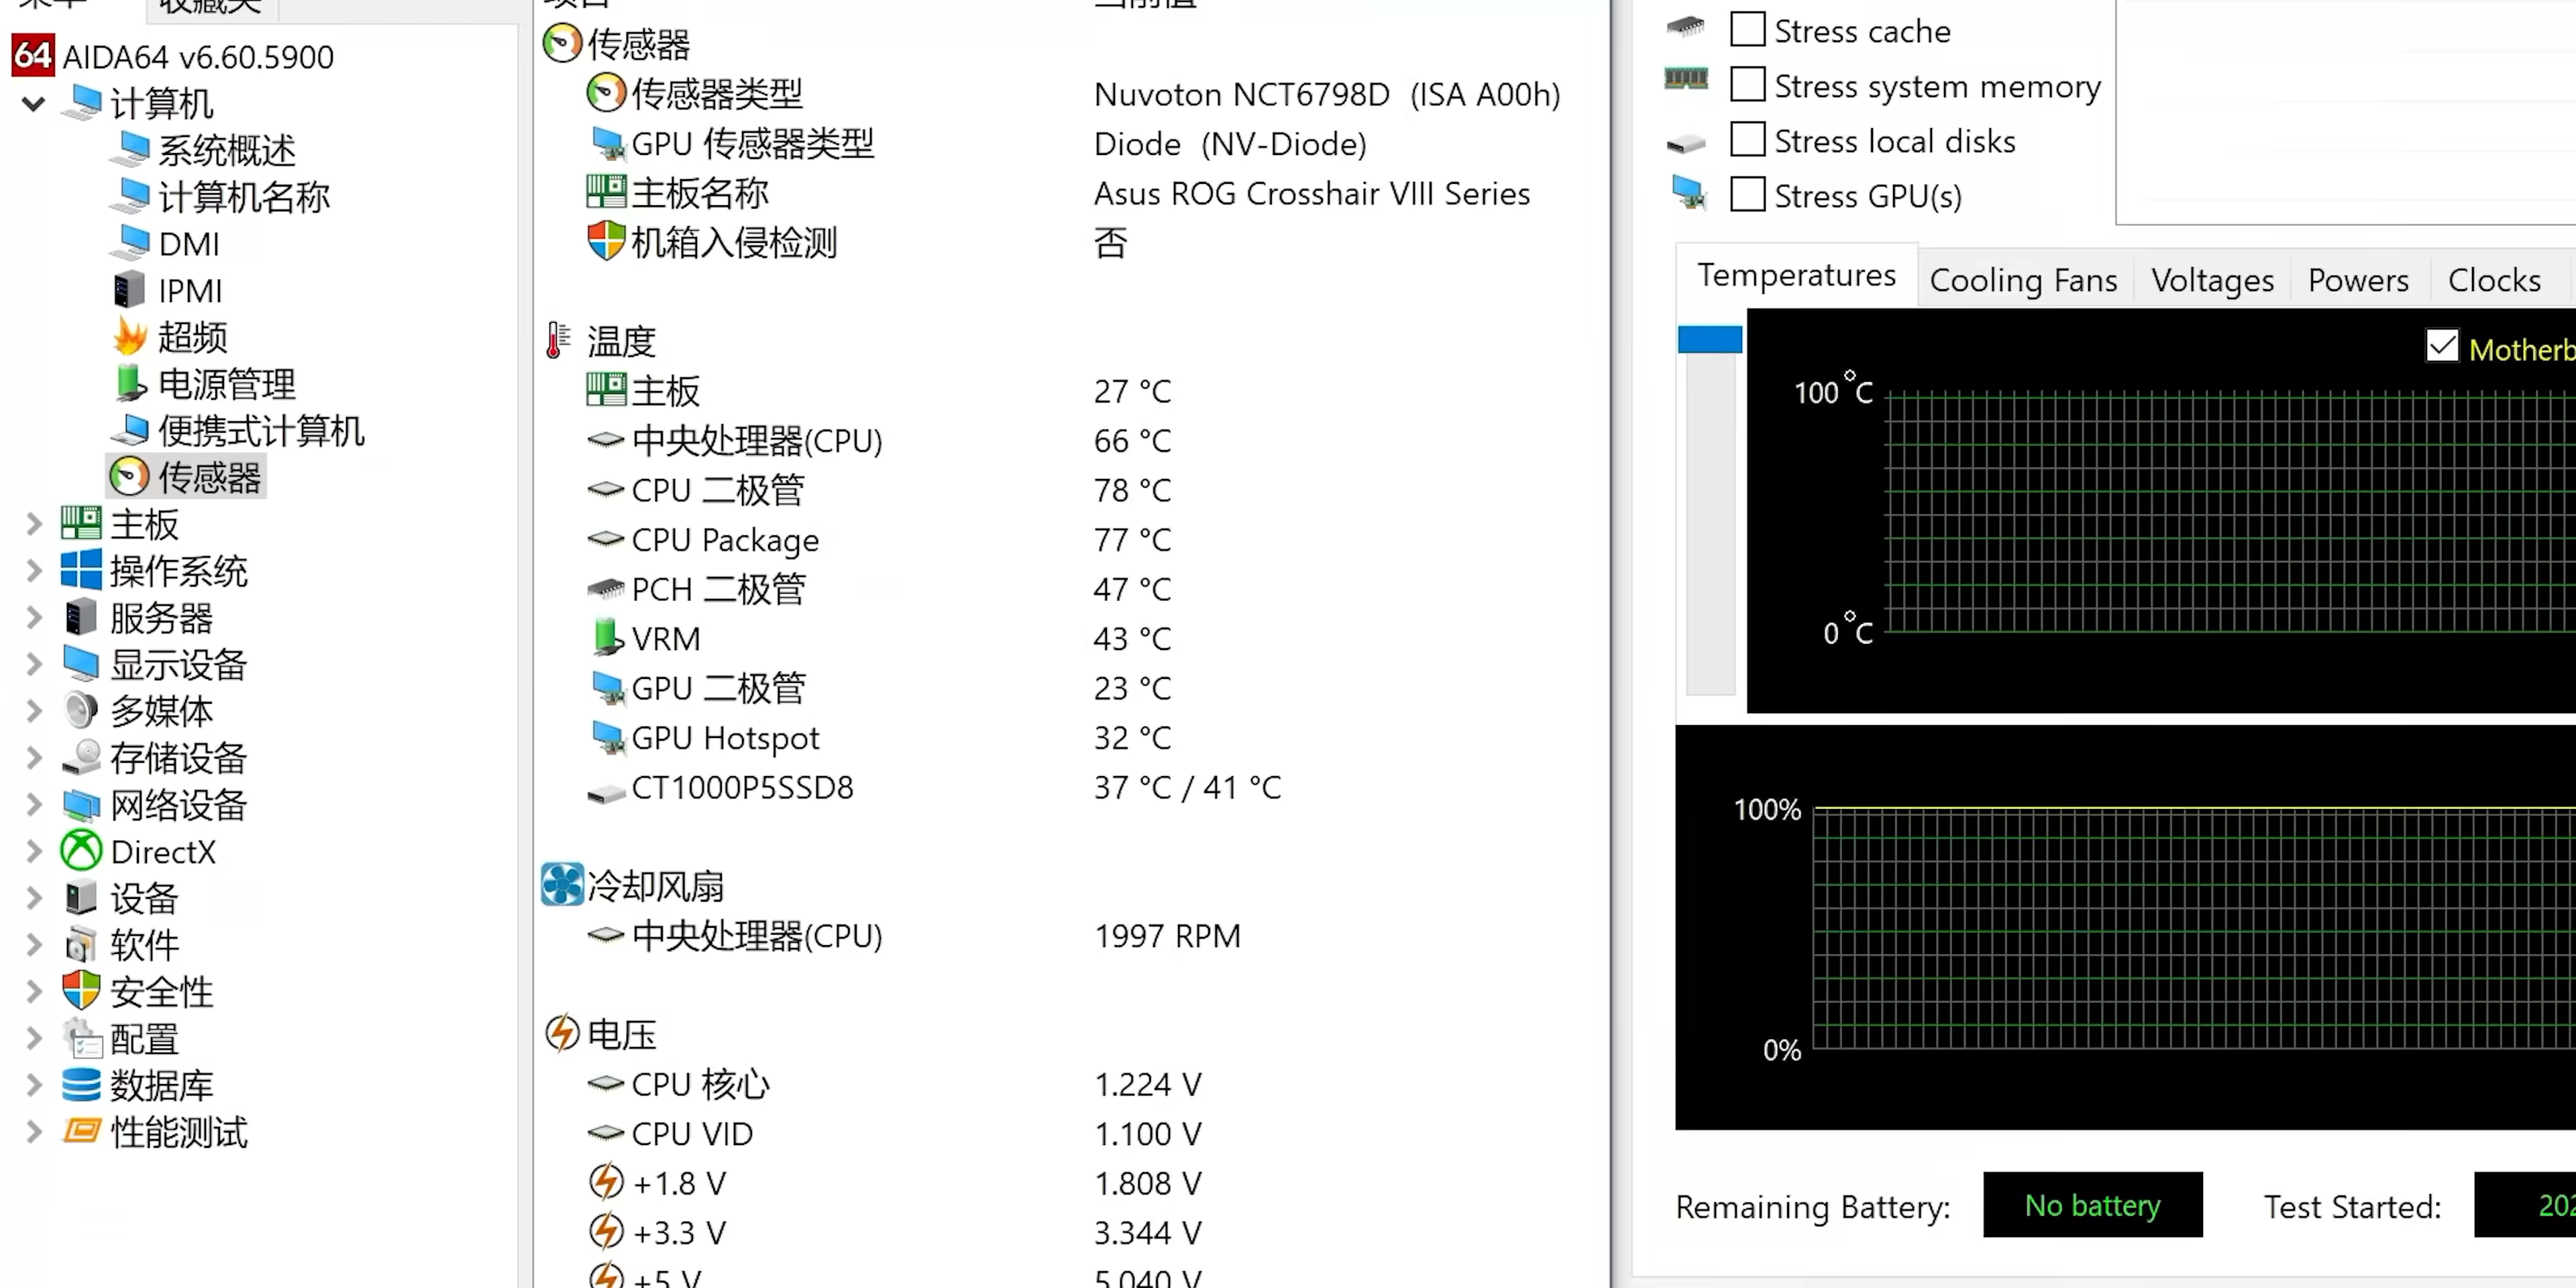 收藏夹
AIDA64 v6.60.5900
计算机
系统概述
计算机名称
DMI
IPMI
超频
电源管理
便携式计算机
传感器
主板
操作系统
服务器
显示设备
多媒体
存储设备
网络设备
DirectX
设备
软件
安全性
配置
数据库
性能测试
传感器
传感器类型 Nuvoton NCT6798D (ISA A00h)
GPU 传感器类型 Diode (NV-Diode)
主板名称 Asus ROG Crosshair VIII Series
机箱入侵检测 否
温度
主板 27 °C
中央处理器(CPU) 66 °C
CPU 二极管 78 °C
CPU Package 77 °C
PCH 二极管 47 °C
VRM 43 °C
GPU 二极管 23 °C
GPU Hotspot 32 °C
CT1000P5SSD8 37 °C / 41 °C
冷却风扇
中央处理器(CPU) 1997 RPM
电压
CPU 核心 1.224 V
CPU VID 1.100 V
+1.8 V 1.808 V
+3.3 V 3.344 V
+5 V 5.040 V
Stress cache
Stress system memory
Stress local disks
Stress GPU(s)
Temperatures Cooling Fans Voltages Powers Clocks
Motherb
100 °C
0 °C
100%
0%
Remaining Battery: No battery Test Started: 202